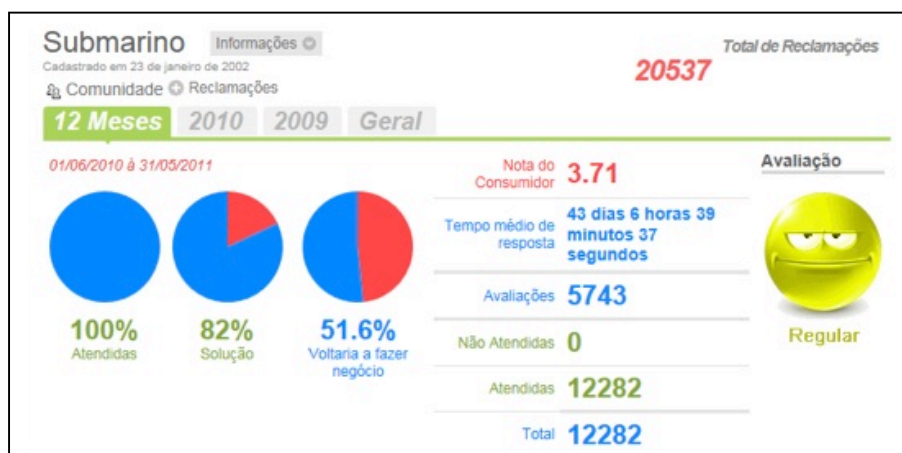 Submarino
Informações
Cadastrado em 23 de janeiro de 2002
Comunidade
Reclamações
Total de Reclamações
20537
12 Meses
2010
2009
Geral
01/06/2010 à 31/05/2011
100%
Atendidas
82%
Solução
51.6%
Voltaria a fazer
negócio
Nota do
Consumidor
3.71
Tempo médio de
resposta
43 dias 6 horas 39
minutos 37
segundos
Avaliações
5743
Não Atendidas
0
Atendidas
12282
Total
12282
Avaliação
Regular